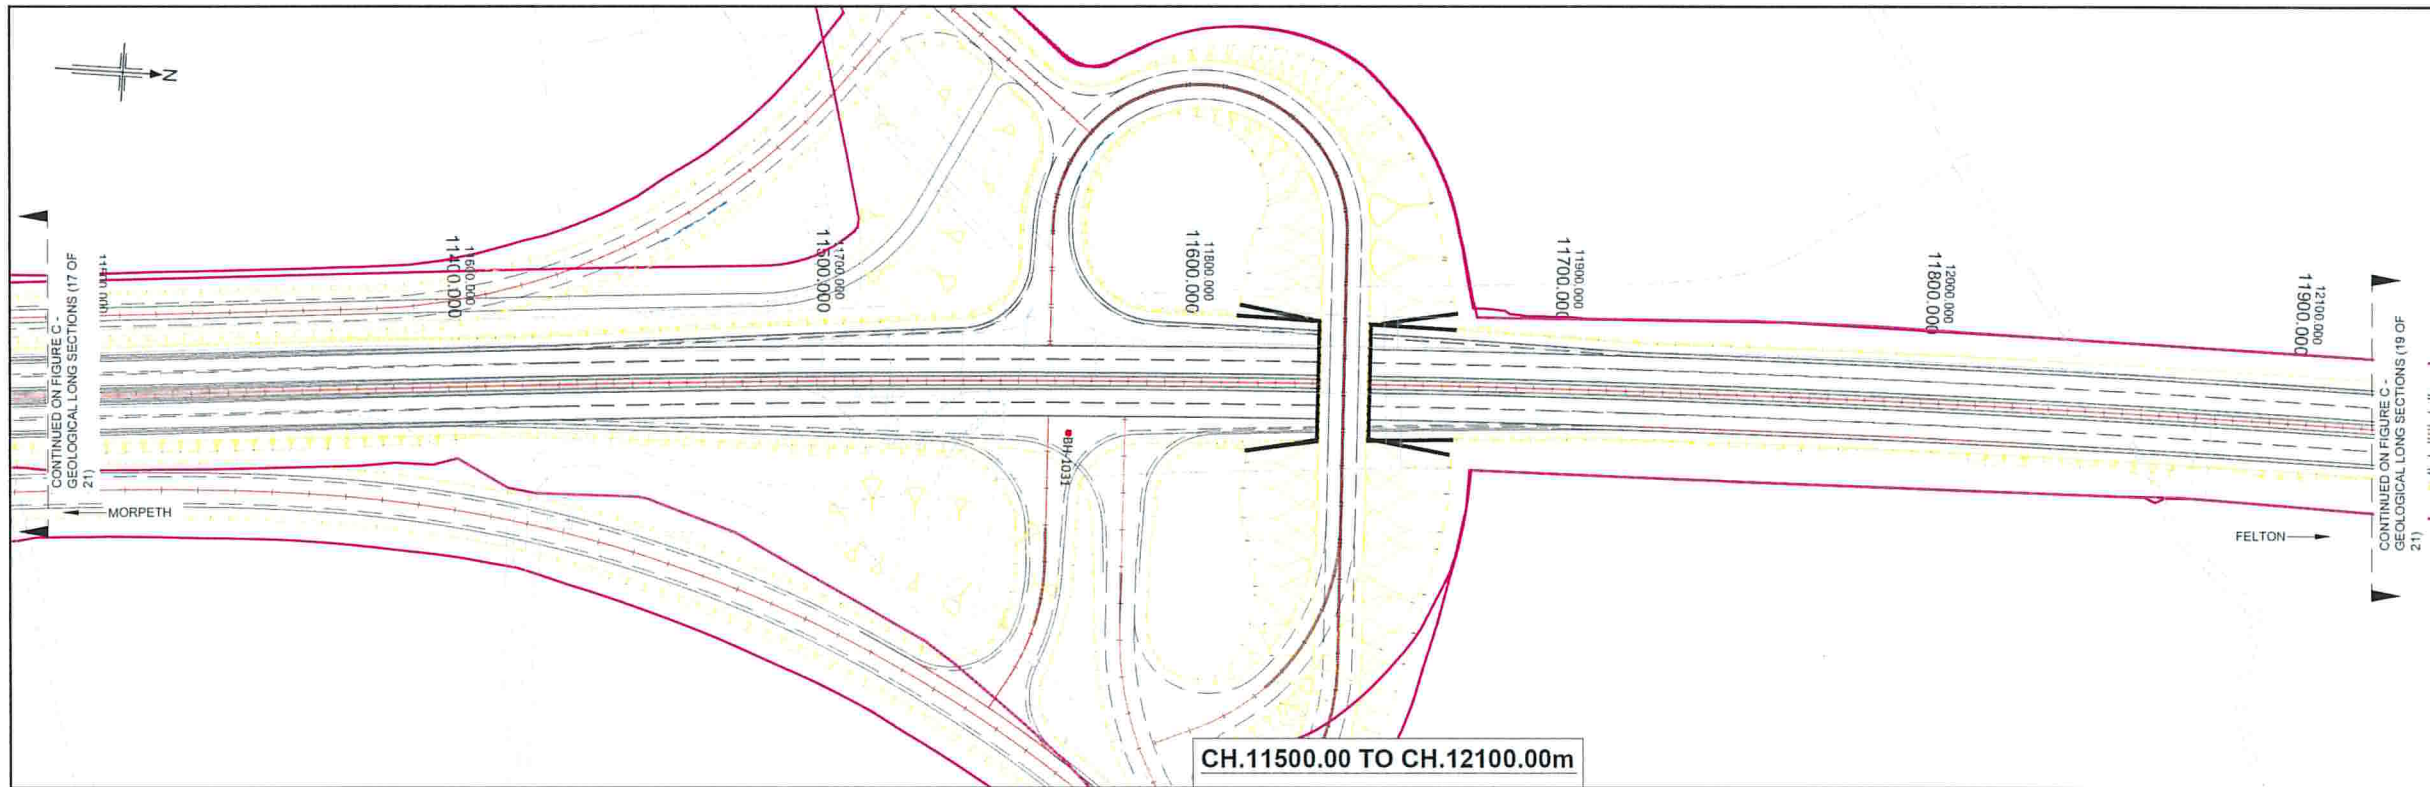 N
CONTINUED ON FIGURE C -
GEOLOGICAL LONG SECTIONS (17 OF
21)
MORPETH
11600.000
11400.000
11700.000
11500.000
11800.000
11600.000
11900.000
11700.000
12000.000
11800.000
12100.000
11900.000
BH-1031
FELTON
CONTINUED ON FIGURE C -
GEOLOGICAL LONG SECTIONS (19 OF
21)
CH.11500.00 TO CH.12100.00m